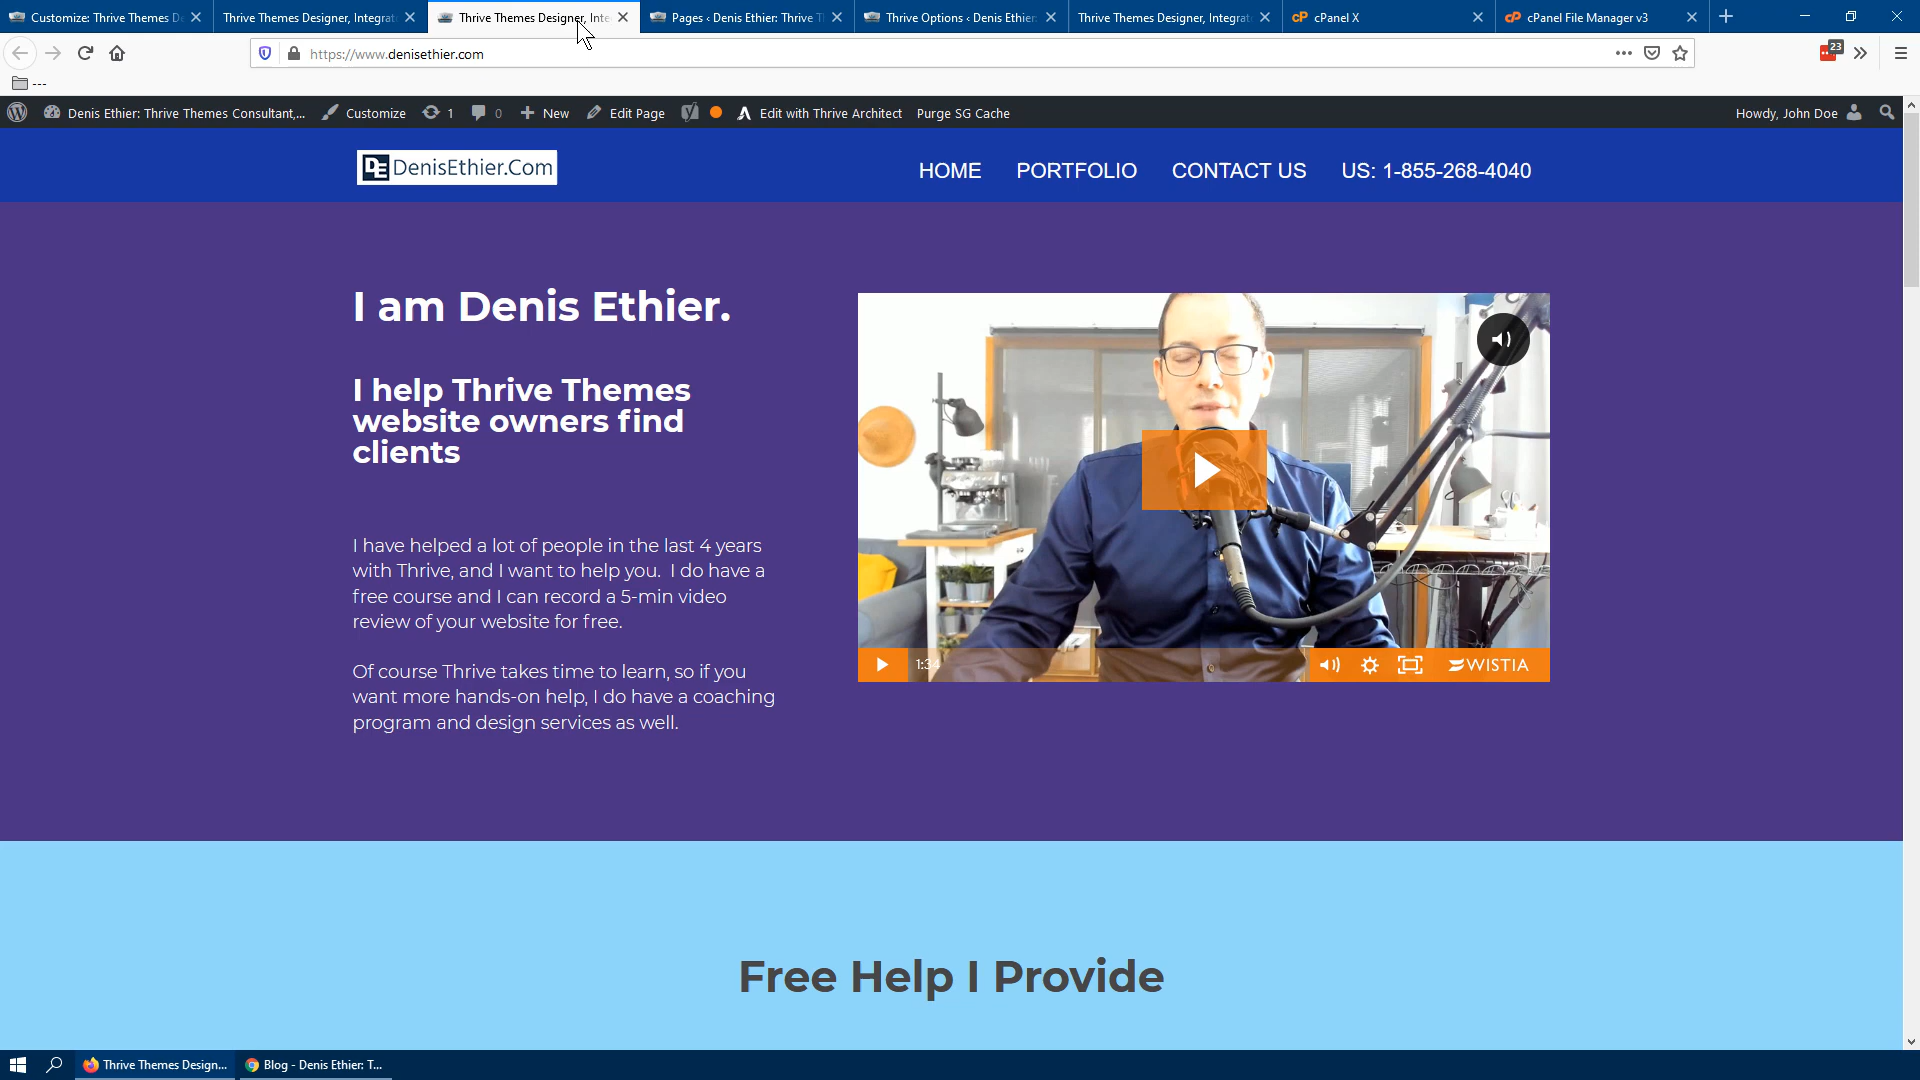 Customize: Thrive Themes D
Thrive Themes Designer, Integrat
Thrive Themes Designer, Inte
Pages ‹ Denis Ethier: Thrive T
Thrive Options ‹ Denis Ethier:
Thrive Themes Designer, Integrat
cP cPanel X
cP cPanel File Manager v3
https://www.denisethier.com
23
---
Denis Ethier: Thrive Themes Consultant,...
Customize
1
0
New
Edit Page
Edit with Thrive Architect
Purge SG Cache
Howdy, John Doe
DE DenisEthier.Com
HOME
PORTFOLIO
CONTACT US
US: 1-855-268-4040
I am Denis Ethier.
I help Thrive Themes
website owners find
clients
I have helped a lot of people in the last 4 years
with Thrive, and I want to help you. I do have a
free course and I can record a 5-min video
review of your website for free.
Of course Thrive takes time to learn, so if you
want more hands-on help, I do have a coaching
program and design services as well.
1:34
WISTIA
Free Help I Provide
Thrive Themes Design...
Blog - Denis Ethier: T...